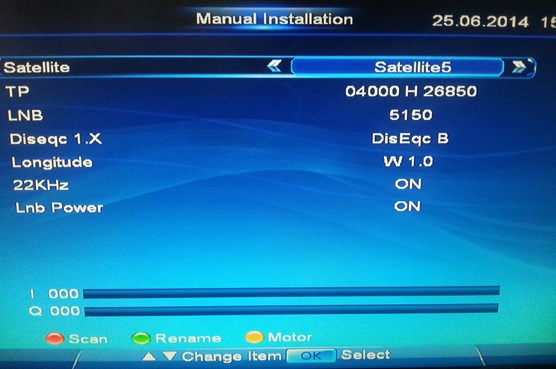 Manual Installation 25.06.2014 15
Satellite Satellite5
TP 04000 H 26850
LNB 5150
Diseqc 1.X DisEqc B
Longitude W 1.0
22KHz ON
Lnb Power ON
I 000
Q 000
Scan Rename Motor
Change Item OK Select